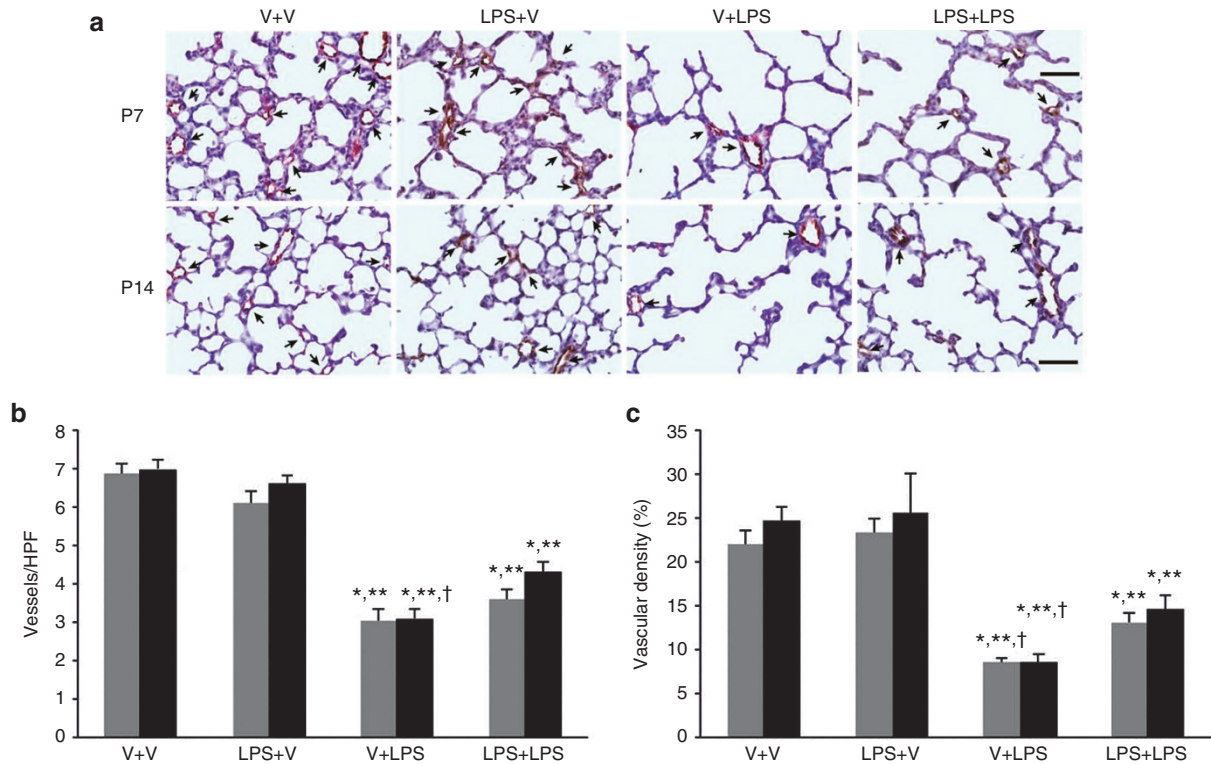 a
V+V LPS+V V+LPS LPS+LPS
P7
P14
b
Vessels/HPF
8
7
6
5
4
3
2
1
0
*,** *,**,† *,** *,**
V+V LPS+V V+LPS LPS+LPS
c
Vascular density (%)
35
30
25
20
15
10
5
0
*,**,† *,**,† *,** *,**
V+V LPS+V V+LPS LPS+LPS